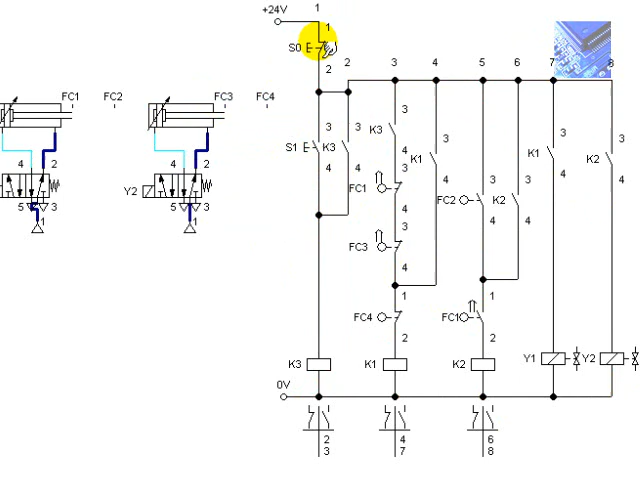 +24V 1
1
S0
2
2 3 4 5 6 7 8
FC1 FC2 FC3 FC4
3 3 3 3 3 3 3 3
S1 K3 K3 K1 K1 K2
4 4 4 4 4 4
4 2 4 2
FC1 3 3 3
FC2 K2
Y2
4 4 4
5 3 5 3
1 1
3
FC3
4
1 1
FC4 FC1
2 2
K3 K1 K2 Y1 Y2
0V
2 4 6
3 7 8